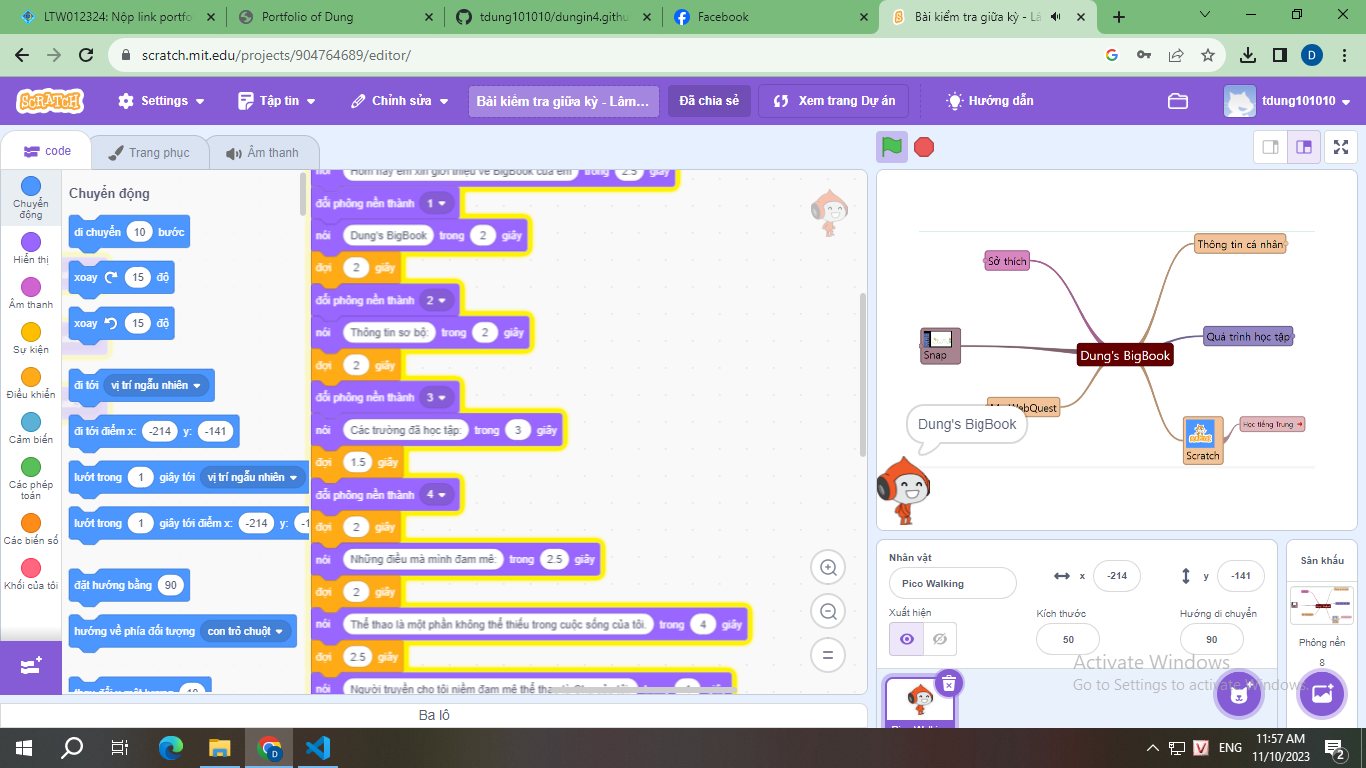 LTW012324: Nộp link portfo
Portfolio of Dung
tdung101010/dungin4.githu
Facebook
Bài kiểm tra giữa kỳ - Lâ
scratch.mit.edu/projects/904764689/editor/
D
SCRATCH
Settings
Tập tin
Chỉnh sửa
Bài kiểm tra giữa kỳ - Lâm...
Đã chia sẻ
Xem trang Dự án
Hướng dẫn
tdung101010
code
Trang phục
Âm thanh
Chuyển động
Hiển thị
Âm thanh
Sự kiện
Điều khiển
Cảm biến
Các phép toán
Các biến số
Khối của tôi
Chuyển động
di chuyển 10 bước
xoay 15 độ
xoay 15 độ
đi tới vị trí ngẫu nhiên
đi tới điểm x: -214 y: -141
lướt trong 1 giây tới vị trí ngẫu nhiên
lướt trong 1 giây tới điểm x: -214 y: -1
đặt hướng bằng 90
hướng về phía đối tượng con trỏ chuột
thay đổi x một lượng 10
nói Hôm nay em xin giới thiệu về BigBook của em trong 2.5 giây
đổi phông nền thành 1
nói Dung's BigBook trong 2 giây
đợi 2 giây
đổi phông nền thành 2
nói Thông tin sơ bộ: trong 2 giây
đợi 2 giây
đổi phông nền thành 3
nói Các trường đã học tập: trong 3 giây
đợi 1.5 giây
đổi phông nền thành 4
đợi 2 giây
nói Những điều mà mình đam mê: trong 2.5 giây
đợi 2 giây
nói Thể thao là một phần không thể thiếu trong cuộc sống của tôi. trong 4 giây
đợi 2.5 giây
nói Người truyền cho tôi niềm đam mê thể thao
Ba lô
Thông tin cá nhân
Sở thích
Quá trình học tập
Snap
Dung's BigBook
WebQuest
Dung's BigBook
Học tiếng Trung
Scratch
Nhân vật
Pico Walking
x -214
y -141
Xuất hiện
Kích thước
50
Hướng di chuyển
90
Sân khấu
Phông nền
8
Pico Walking
Activate Windows
Go to Settings to activate Windows.
ENG
11:57 AM
11/10/2023
2